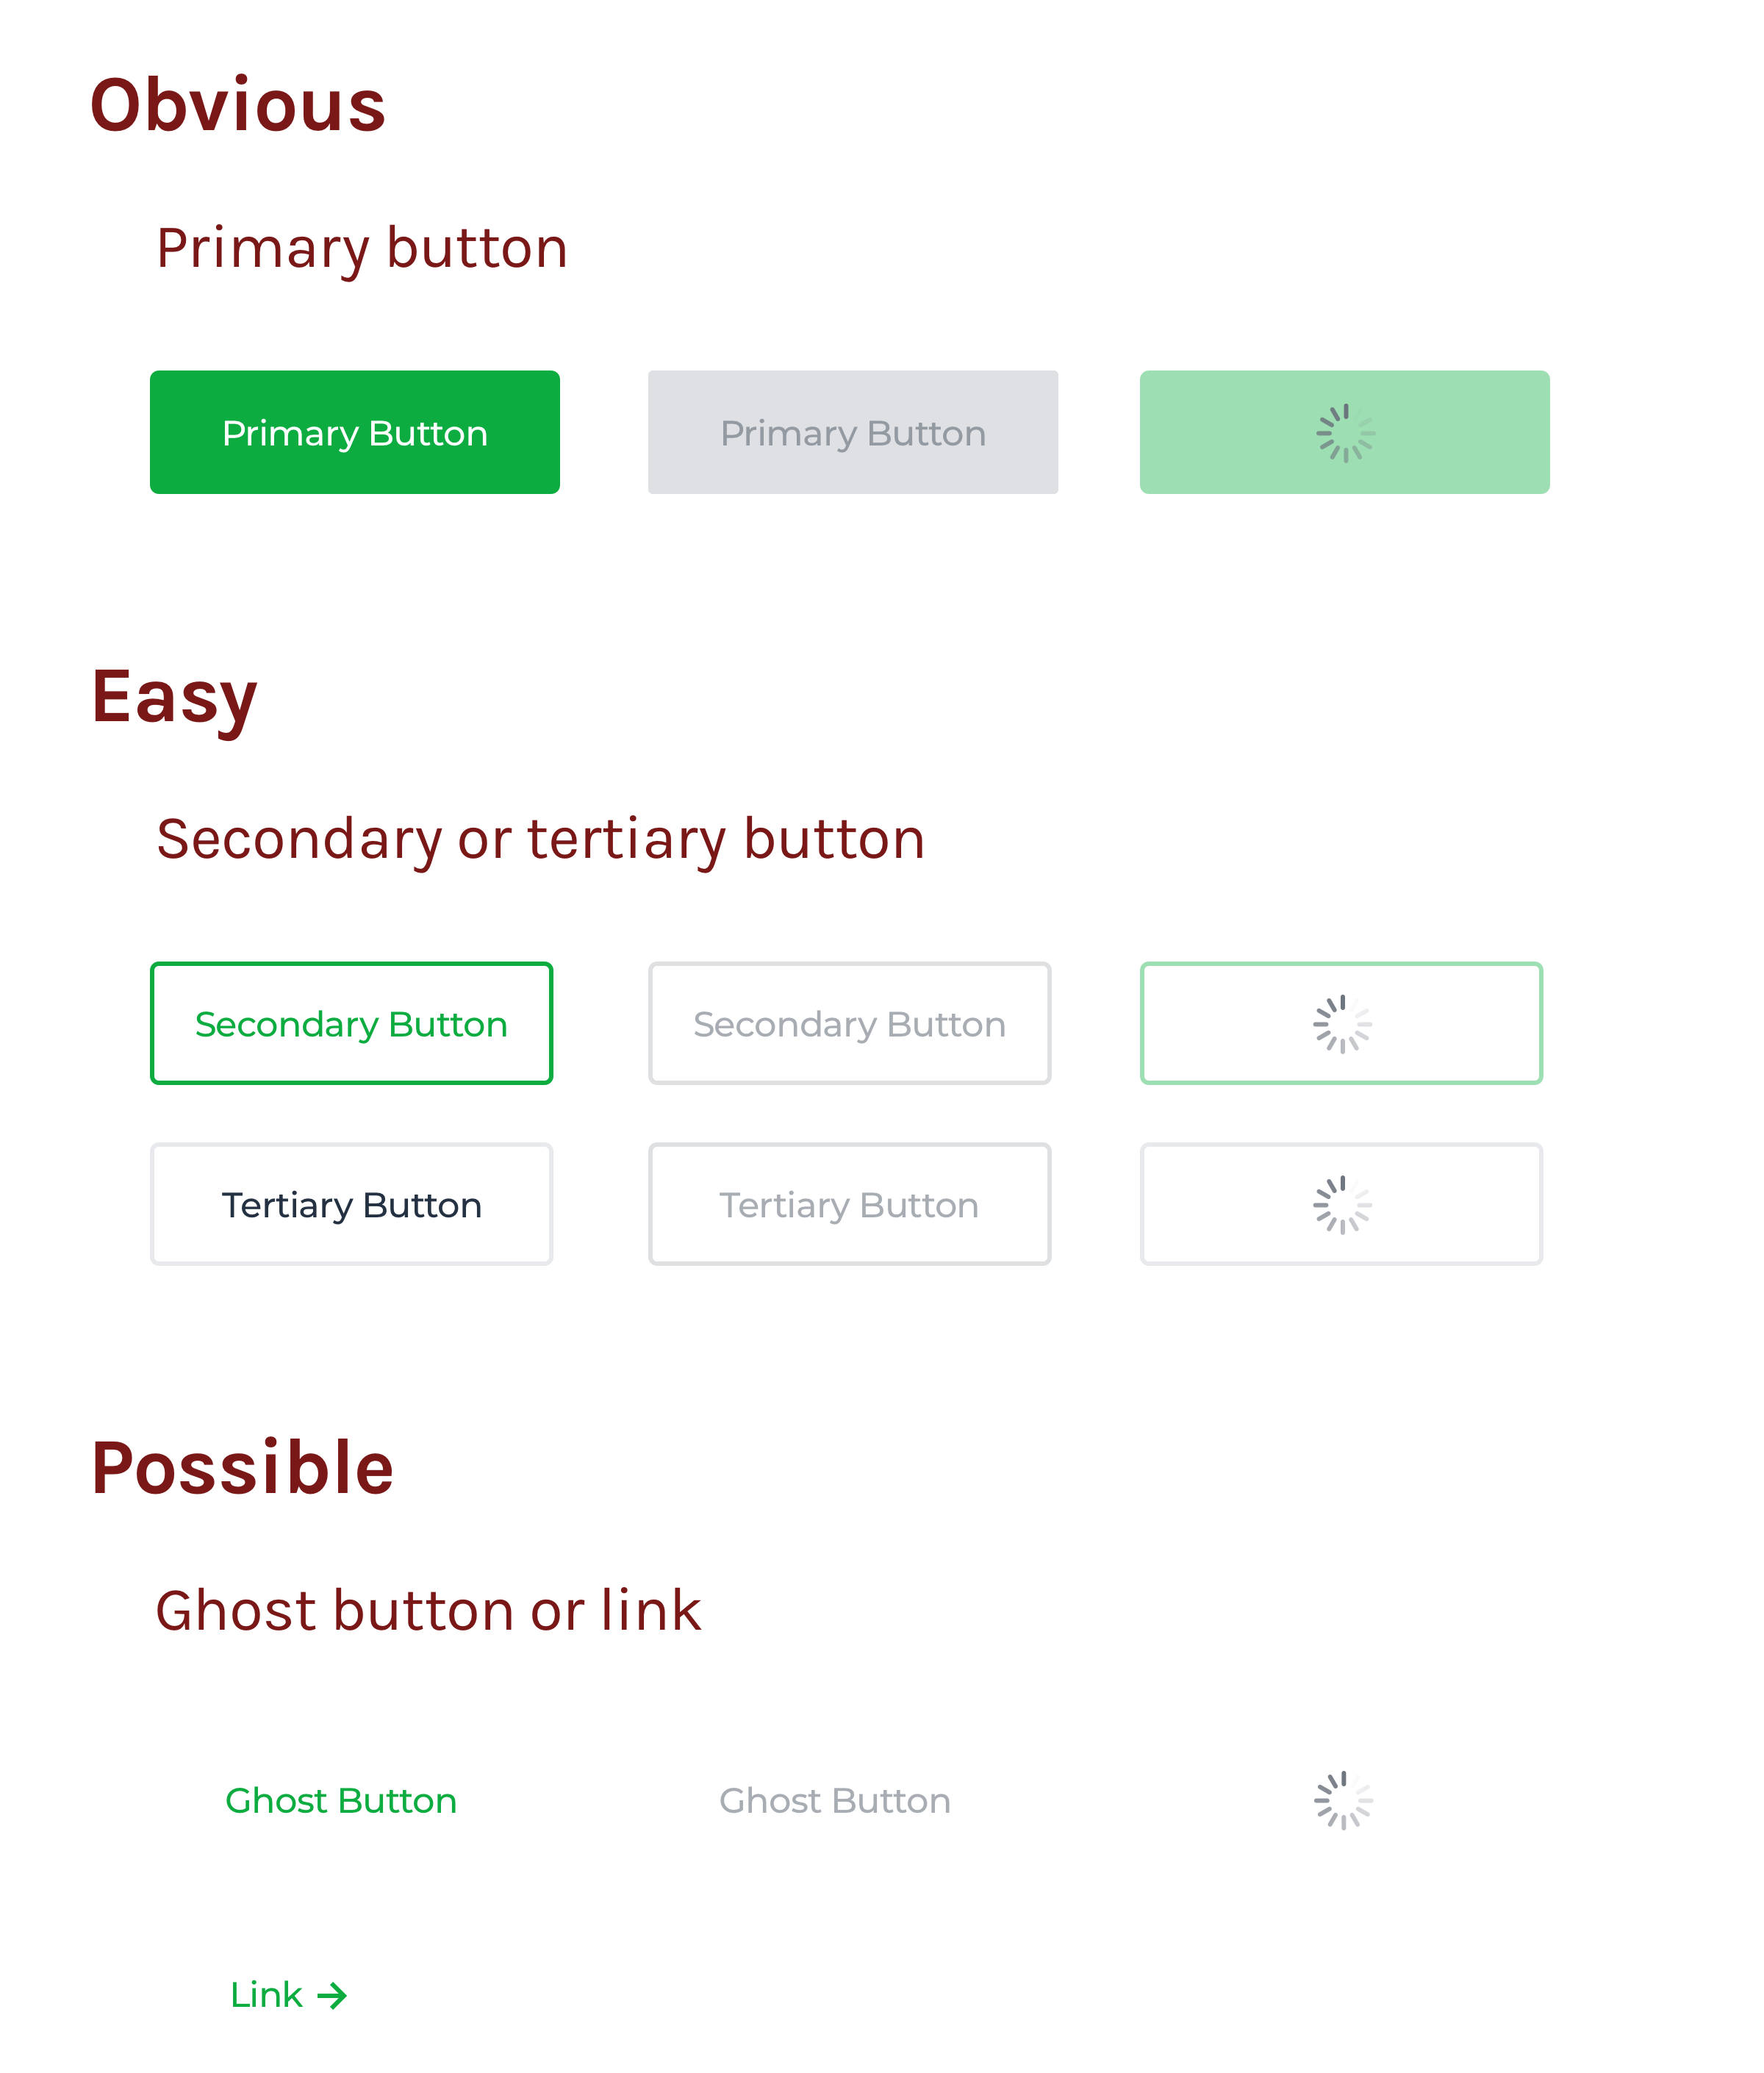 Obvious
Primary button
Primary Button Primary Button
Easy
Secondary or tertiary button
Secondary Button Secondary Button
Tertiary Button Tertiary Button
Possible
Ghost button or link
Ghost Button Ghost Button
Link →